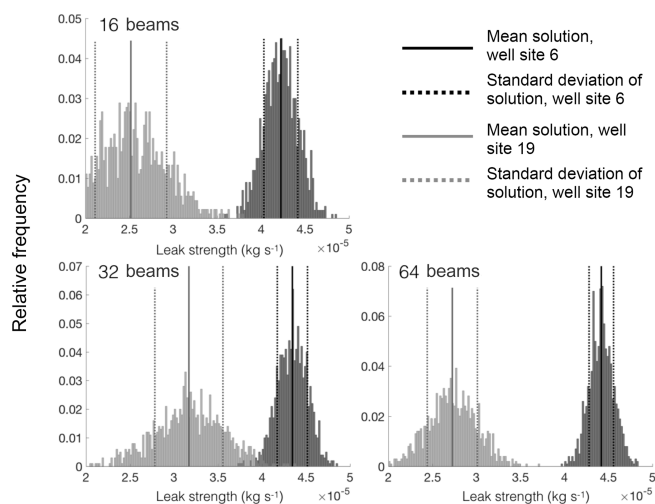 16 beams
0.05
0.04
0.03
0.02
0.01
0
2 2.5 3 3.5 4 4.5 5
Leak strength (kg s-1) ×10-5
Mean solution,
well site 6
Standard deviation of
solution, well site 6
Mean solution, well
site 19
Standard deviation of
solution, well site 19
Relative frequency
32 beams
0.07
0.06
0.05
0.04
0.03
0.02
0.01
0
2 2.5 3 3.5 4 4.5 5
Leak strength (kg s-1) ×10-5
64 beams
0.08
0.06
0.04
0.02
0
2 2.5 3 3.5 4 4.5 5
Leak strength (kg s-1) ×10-5